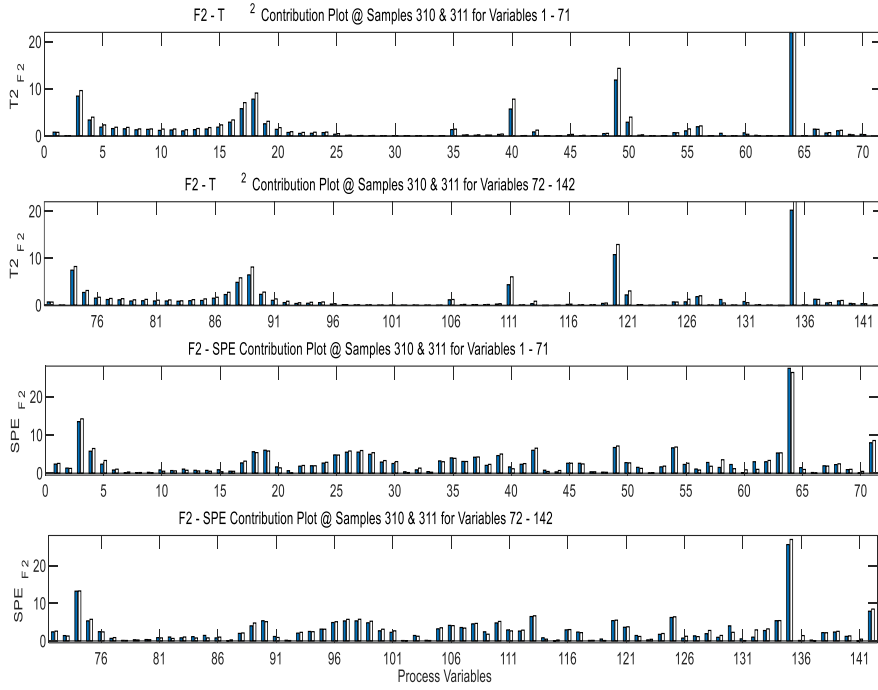 F2 - T 2 Contribution Plot @ Samples 310 & 311 for Variables 1 - 71
T2 F 2
20
10
0
0 5 10 15 20 25 30 35 40 45 50 55 60 65 70
F2 - T 2 Contribution Plot @ Samples 310 & 311 for Variables 72 - 142
T2 F 2
20
10
0
76 81 86 91 96 101 106 111 116 121 126 131 136 141
F2 - SPE Contribution Plot @ Samples 310 & 311 for Variables 1 - 71
SPE F 2
20
10
0
0 5 10 15 20 25 30 35 40 45 50 55 60 65 70
F2 - SPE Contribution Plot @ Samples 310 & 311 for Variables 72 - 142
SPE F 2
20
10
0
76 81 86 91 96 101 106 111 116 121 126 131 136 141
Process Variables